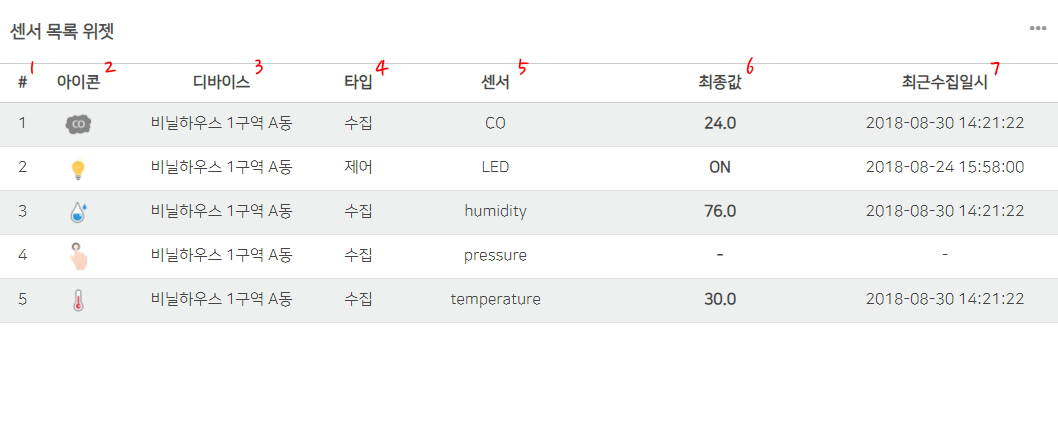 센서 목록 위젯
•••
# 1 아이콘 2 디바이스 3 타입 4 센서 5 최종값 6 최근수집일시 7
1 CO 비닐하우스 1구역 A동 수집 CO 24.0 2018-08-30 14:21:22
2 비닐하우스 1구역 A동 제어 LED ON 2018-08-24 15:58:00
3 비닐하우스 1구역 A동 수집 humidity 76.0 2018-08-30 14:21:22
4 비닐하우스 1구역 A동 수집 pressure - -
5 비닐하우스 1구역 A동 수집 temperature 30.0 2018-08-30 14:21:22